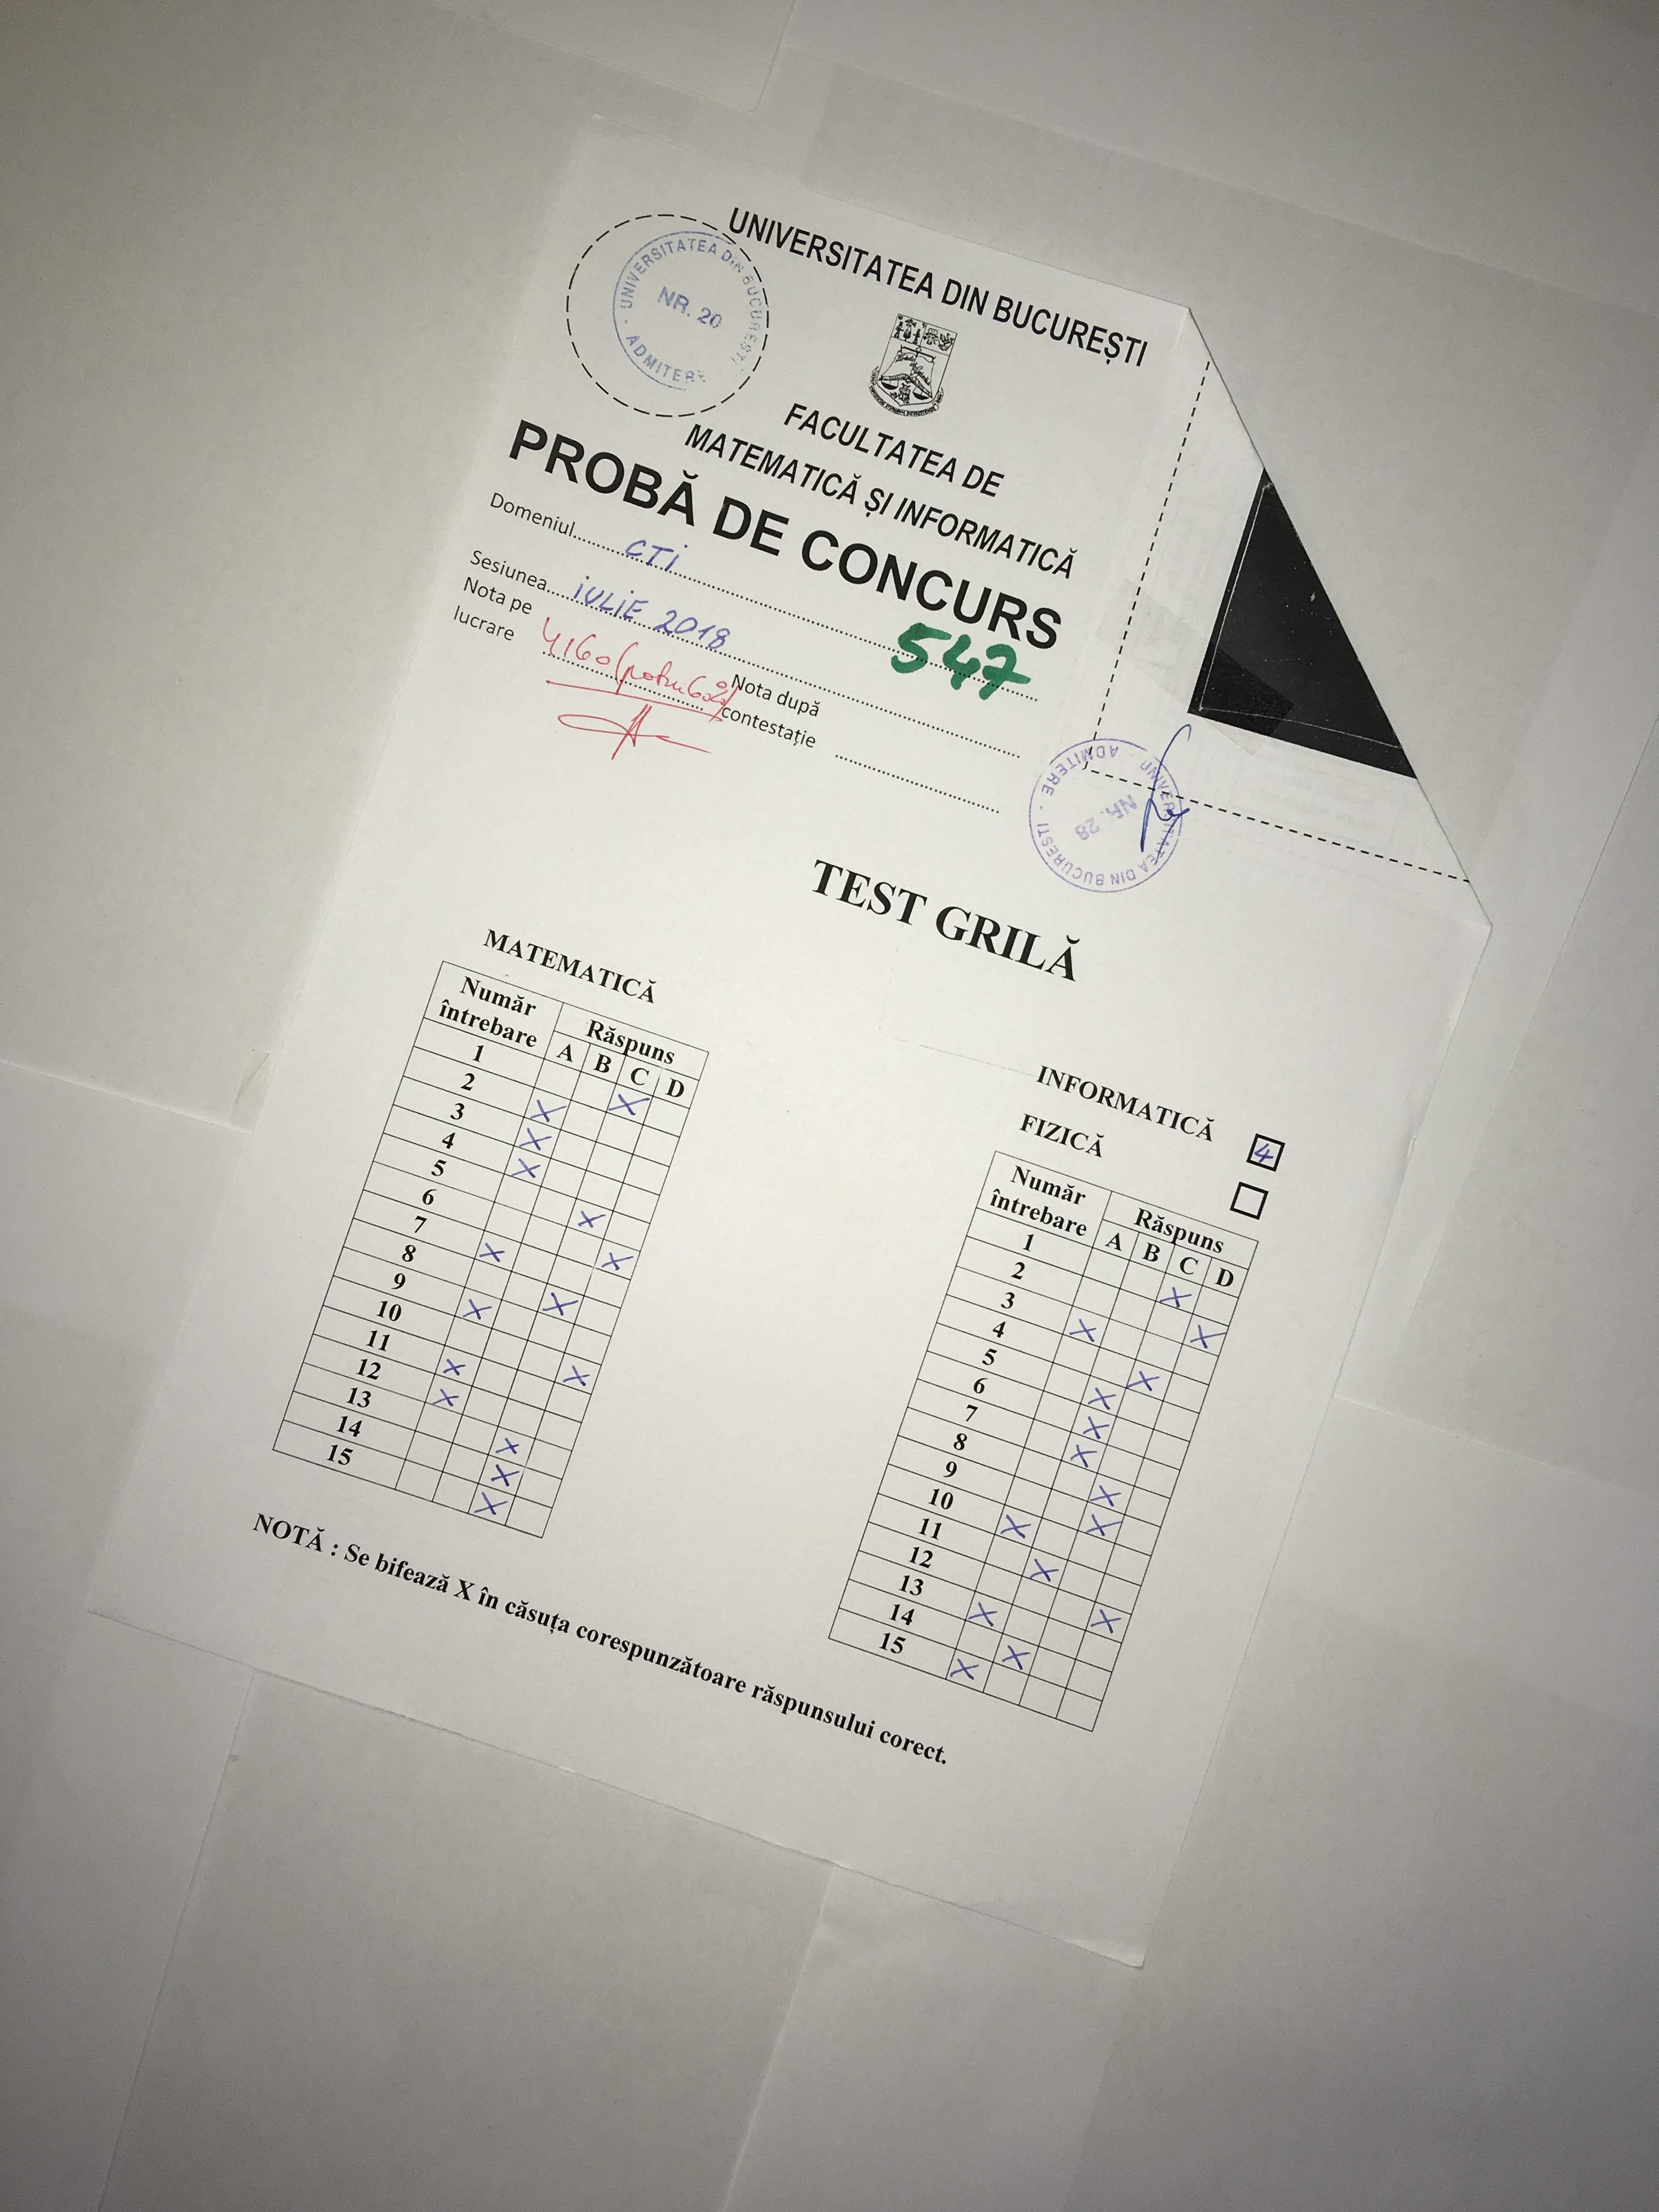 UNIVERSITATEA DIN BUCUREȘTI
UNIVERSITATEA DIN BUCUREȘTI · ADMITERE ·
NR. 20
FACULTATEA DE
MATEMATICĂ ȘI INFORMATICĂ
PROBĂ DE CONCURS
Domeniul CTI
547
Sesiunea IULIE 2018
Nota pe lucrare 4,60
Nota după contestație
UNIVERSITATEA DIN BUCUREȘTI · ADMITERE ·
NR. 28
TEST GRILĂ
MATEMATICĂ
Număr întrebare Răspuns
A B C D
1 X
2 X
3 X
4 X
5 X
6 X
7 X
8 X
9 X
10 X
11 X
12 X
13 X
14 X
15 X
INFORMATICĂ
FIZICĂ
Număr întrebare Răspuns
A B C D
1 X
2 X
3 X
4 X
5 X
6 X
7 X
8 X
9 X
10 X
11 X
12 X
13 X
14 X
15 X
NOTĂ : Se bifează X în căsuța corespunzătoare răspunsului corect.